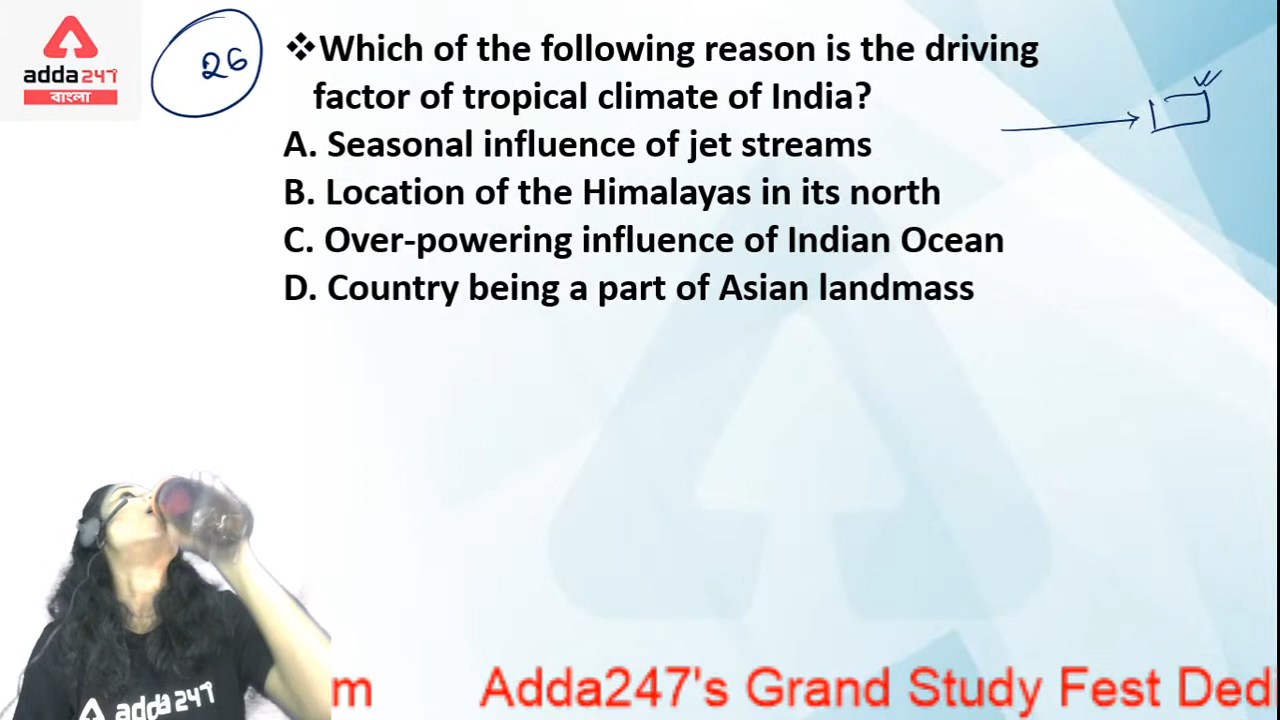 adda247
বাংলা
26
❖Which of the following reason is the driving
factor of tropical climate of India?
A. Seasonal influence of jet streams
B. Location of the Himalayas in its north
C. Over-powering influence of Indian Ocean
D. Country being a part of Asian landmass
adda247
m Adda247's Grand Study Fest Dedi